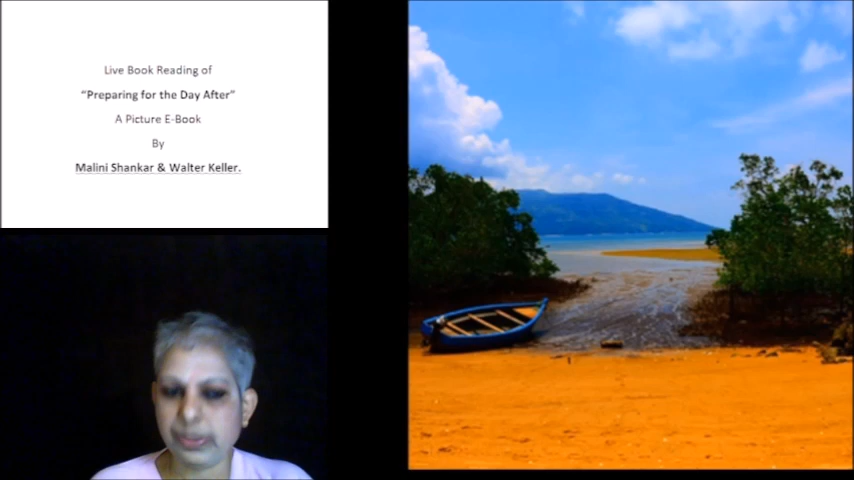 Live Book Reading of
“Preparing for the Day After”
A Picture E-Book
By
Malini Shankar & Walter Keller.